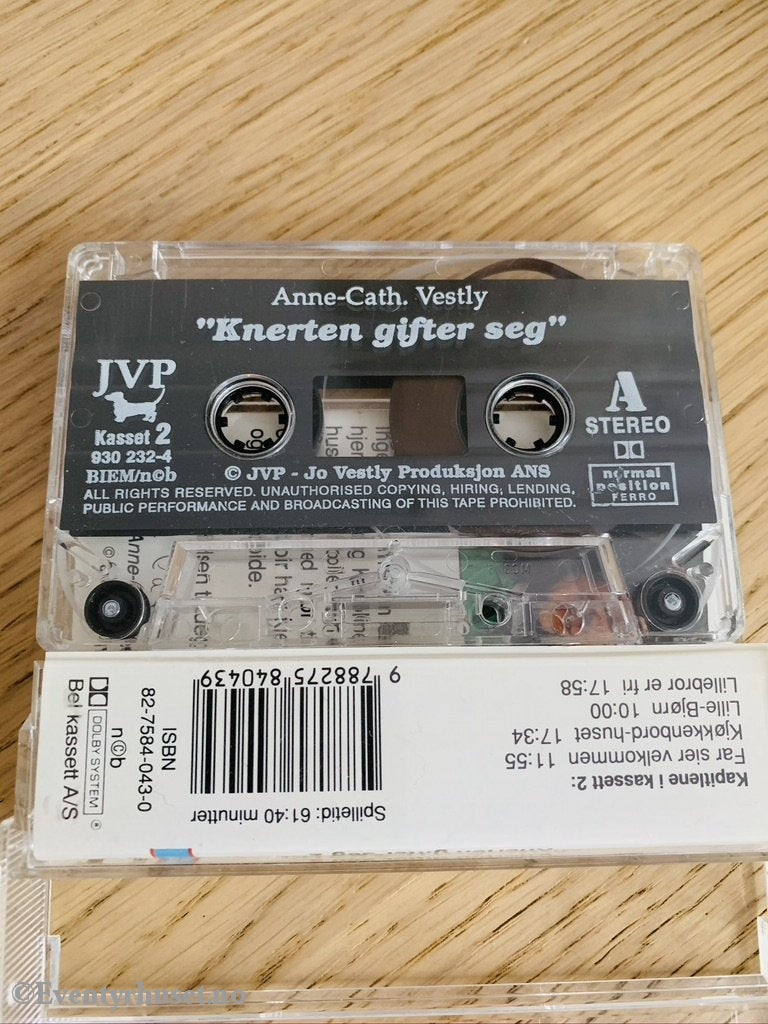 Anne-Cath. Vestly
"Knerten gifter seg"
JVP
Kasset 2
930 232-4
BIEM/n©b
A
STEREO
normal
position
FERRO
© JVP - Jo Vestly Produksjon ANS
ALL RIGHTS RESERVED. UNAUTHORISED COPYING, HIRING, LENDING,
PUBLIC PERFORMANCE AND BROADCASTING OF THIS TAPE PROHIBITED.
Kapitlene i kassett 2:
Far sier velkommen 11:55
Kjøkkenbord-huset 17:34
Lille-Bjørn 10:00
Lillebror er fri 17:58
Spilletid: 61:40 minutter
9 788275 840439
ISBN
82-7584-043-0
n©b
DOLBY SYSTEM
Bel kassett A/S
©Eventyrhuset.no